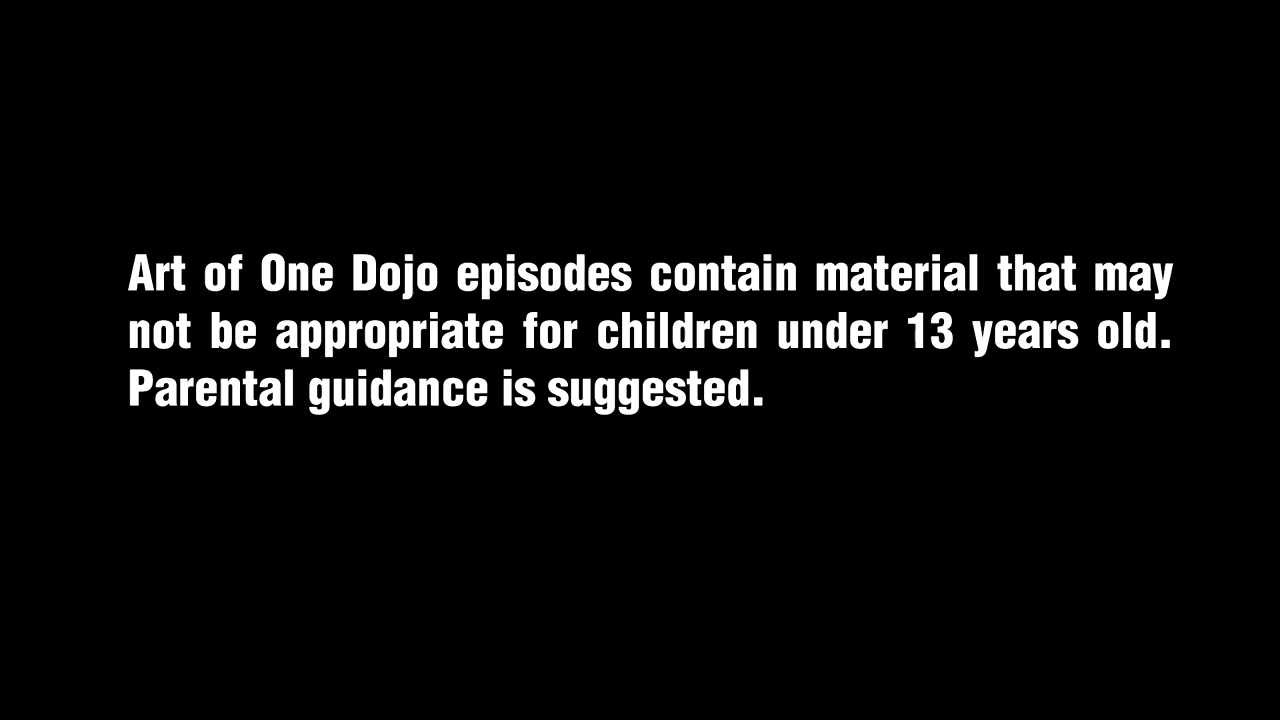 Art of One Dojo episodes contain material that may
not be appropriate for children under 13 years old.
Parental guidance is suggested.